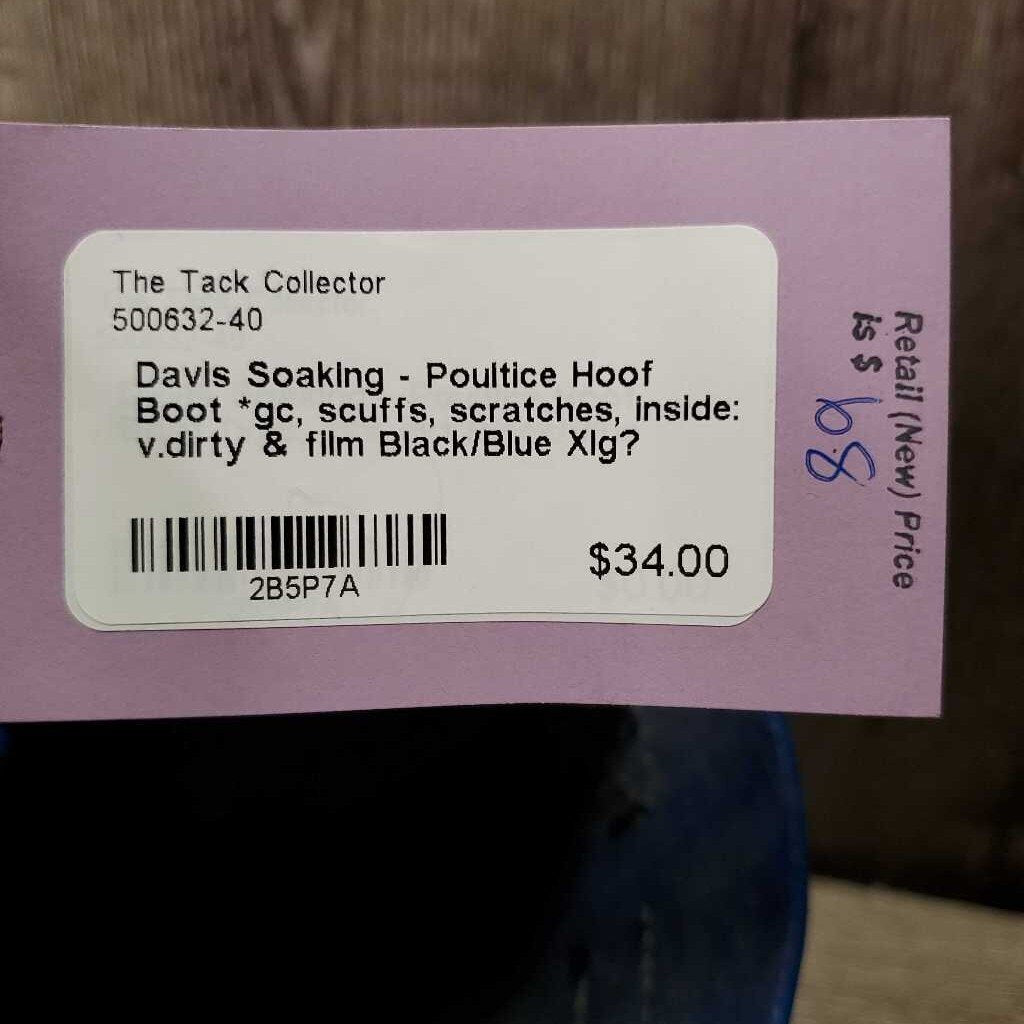 The Tack Collector
500632-40
Davis Soaking - Poultice Hoof
Boot *gc, scuffs, scratches, inside:
v.dirty & film Black/Blue Xlg?
2B5P7A
$34.00
Retail (New) Price
is $ 68